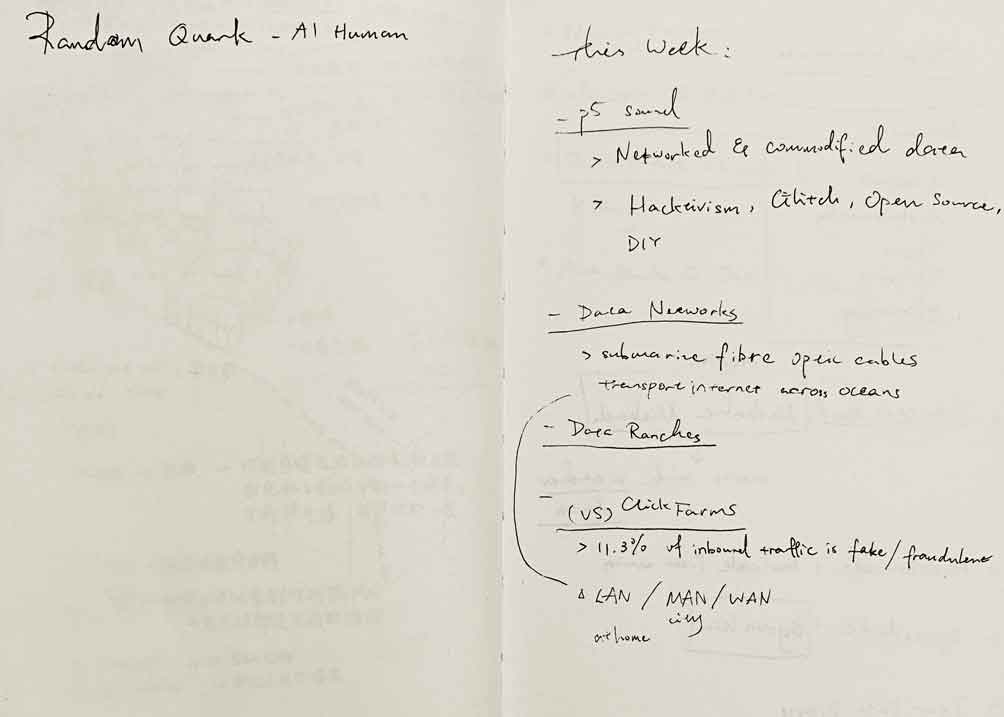 Random Quark - AI Human
this week:
- p5 sound
> Networked & commodified data
> Hacktivism, Glitch, Open Source,
DIY
- Data Networks
> submarine fibre optic cables
transport internet across oceans
- Data Ranches
- (VS) Click Farms
> 11.3% of inbound traffic is fake/fraudulent
Δ LAN / MAN / WAN
city
at home